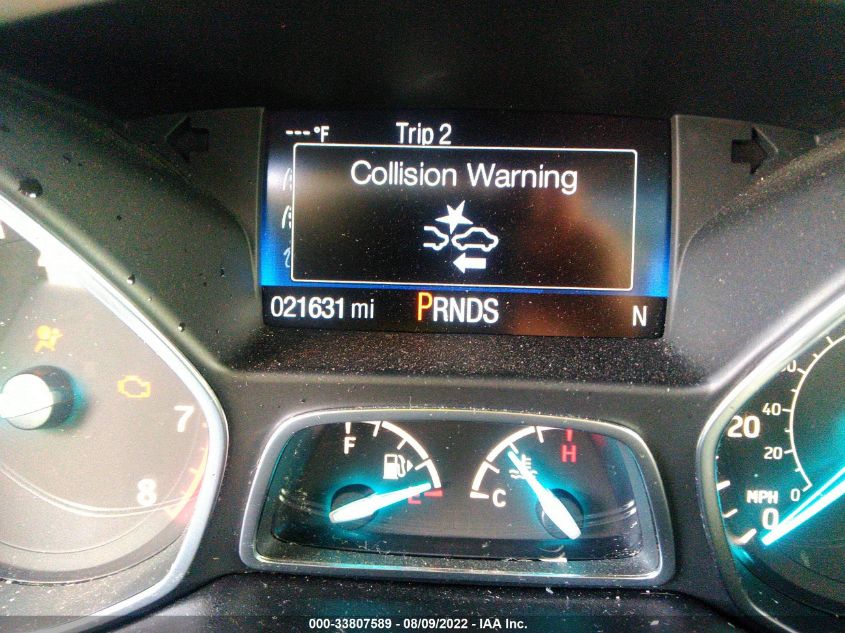 ---°F Trip 2
Collision Warning
021631 mi PRNDS N
7
8
F
E
C
H
20
40
20
0
MPH
0
000-33807589 - 08/09/2022 - IAA Inc.